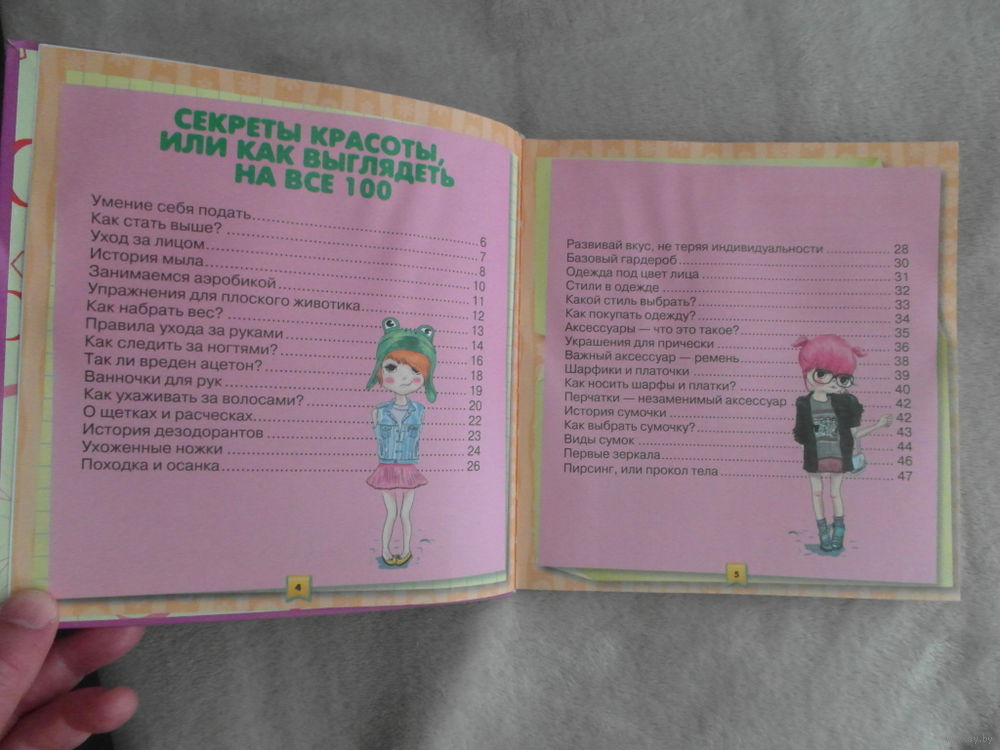 СЕКРЕТЫ КРАСОТЫ,
ИЛИ КАК ВЫГЛЯДЕТЬ
НА ВСЕ 100
Умение себя подать 6
Как стать выше? 7
Уход за лицом 8
История мыла 10
Занимаемся аэробикой 11
Упражнения для плоского животика 12
Как набрать вес? 13
Правила ухода за руками 14
Как следить за ногтями? 16
Так ли вреден ацетон? 18
Ванночки для рук 19
Как ухаживать за волосами? 20
О щетках и расческах 22
История дезодорантов 23
Ухоженные ножки 24
Походка и осанка 26
4
Развивай вкус, не теряя индивидуальности 28
Базовый гардероб 30
Одежда под цвет лица 31
Стили в одежде 32
Какой стиль выбрать? 33
Как покупать одежду? 34
Аксессуары — что это такое? 35
Украшения для прически 36
Важный аксессуар — ремень 38
Шарфики и платочки 39
Как носить шарфы и платки? 40
Перчатки — незаменимый аксессуар 42
История сумочки 42
Как выбрать сумочку? 43
Виды сумок 44
Первые зеркала 46
Пирсинг, или прокол тела 47
5